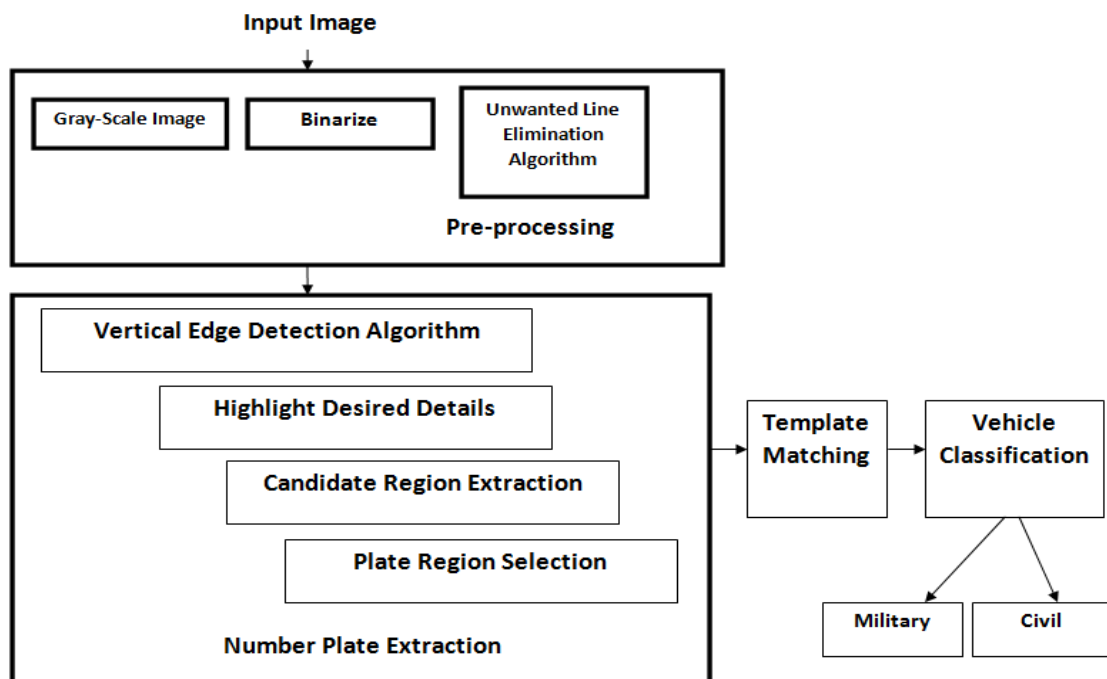 Input Image
Gray-Scale Image
Binarize
Unwanted Line
Elimination
Algorithm
Pre-processing
Vertical Edge Detection Algorithm
Highlight Desired Details
Candidate Region Extraction
Plate Region Selection
Number Plate Extraction
Template
Matching
Vehicle
Classification
Military
Civil